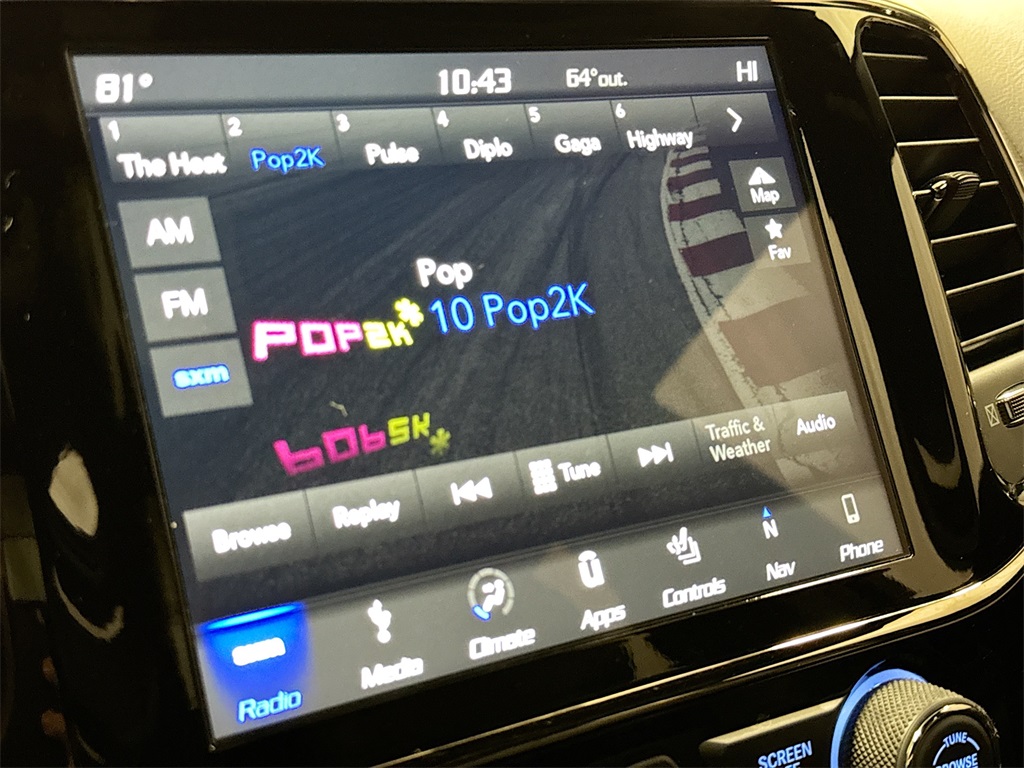 81° 10:43 64°out. HI
1 2 3 4 5 6
The Heat Pop2K Pulse Diplo Gaga Highway
AM
FM
sxm
Map
Fav
Pop
10 Pop2K
POP2K*
Browse Replay Tune Traffic &
Weather Audio
sxm
Radio Media Climate Apps Controls N
Nav Phone
SCREEN
TUNE
BROWSE